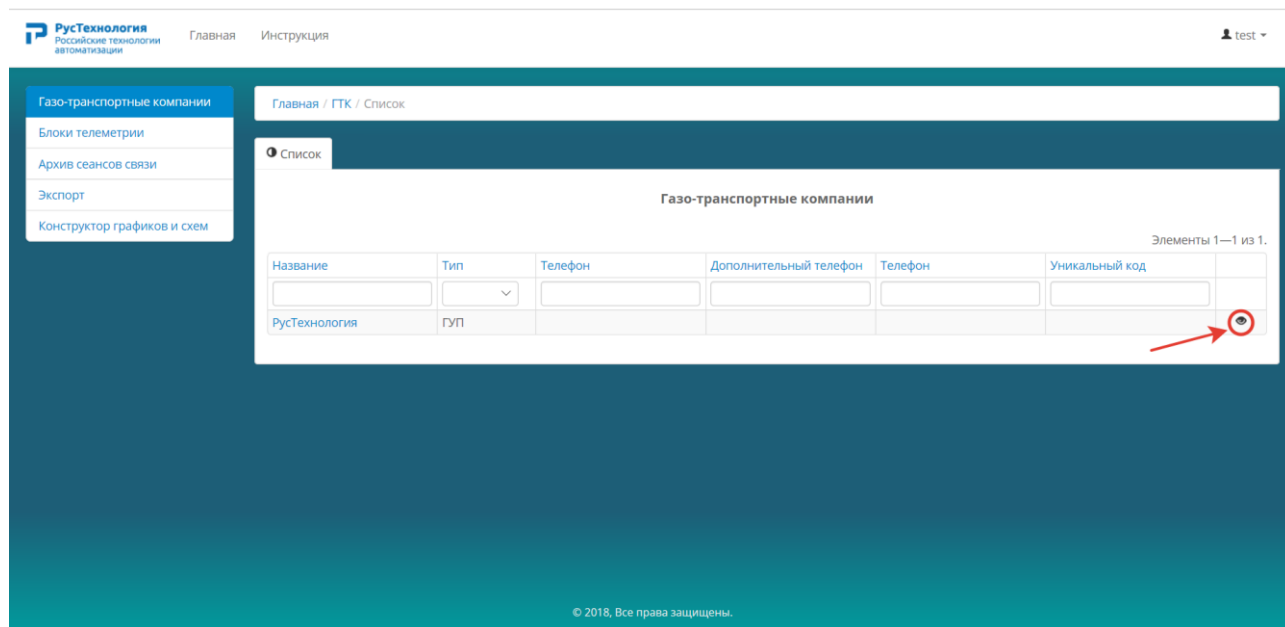 РусТехнология
Российские технологии
автоматизации
Главная Инструкция
test
Газо-транспортные компании
Блоки телеметрии
Архив сеансов связи
Экспорт
Конструктор графиков и схем
Главная / ГТК / Список
Список
Газо-транспортные компании
Элементы 1—1 из 1.
Название Тип Телефон Дополнительный телефон Телефон Уникальный код
РусТехнология ГУП
© 2018, Все права защищены.